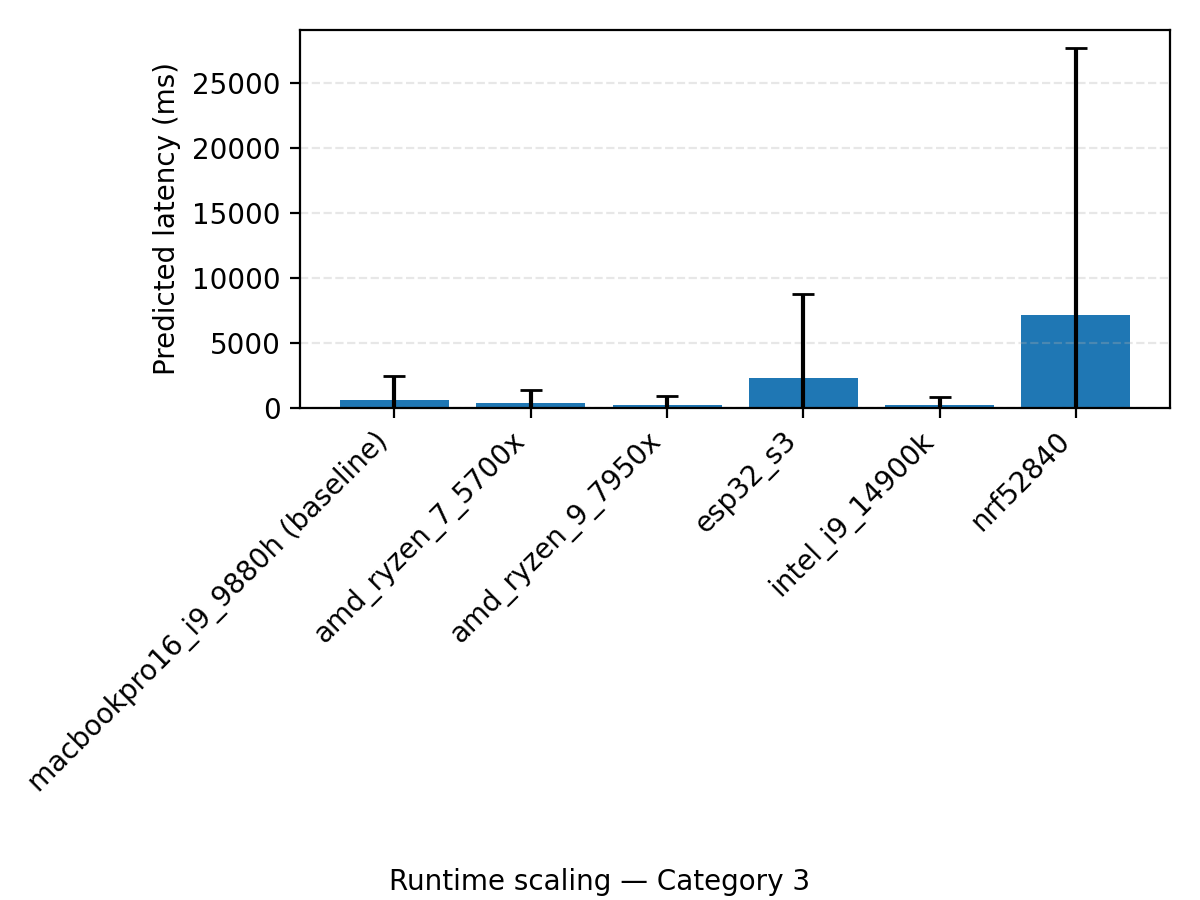 Predicted latency (ms)
25000
20000
15000
10000
5000
0
macbookpro16_i9_9880h (baseline)
amd_ryzen_7_5700x
amd_ryzen_9_7950x
esp32_s3
intel_i9_14900k
nrf52840
Runtime scaling — Category 3